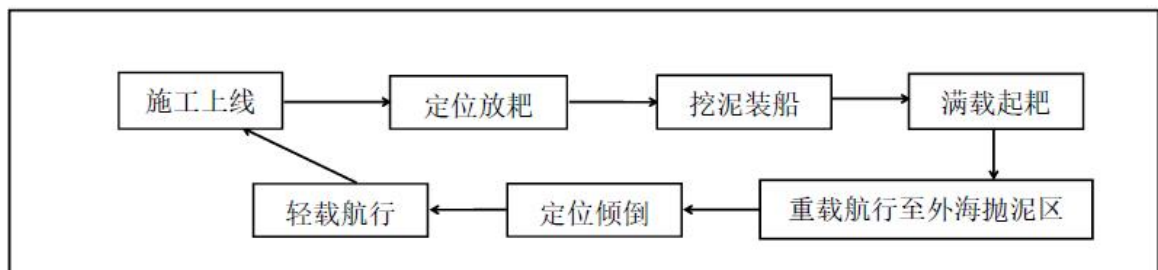 施工上线
定位放耙
挖泥装船
满载起耙
重载航行至外海抛泥区
定位倾倒
轻载航行